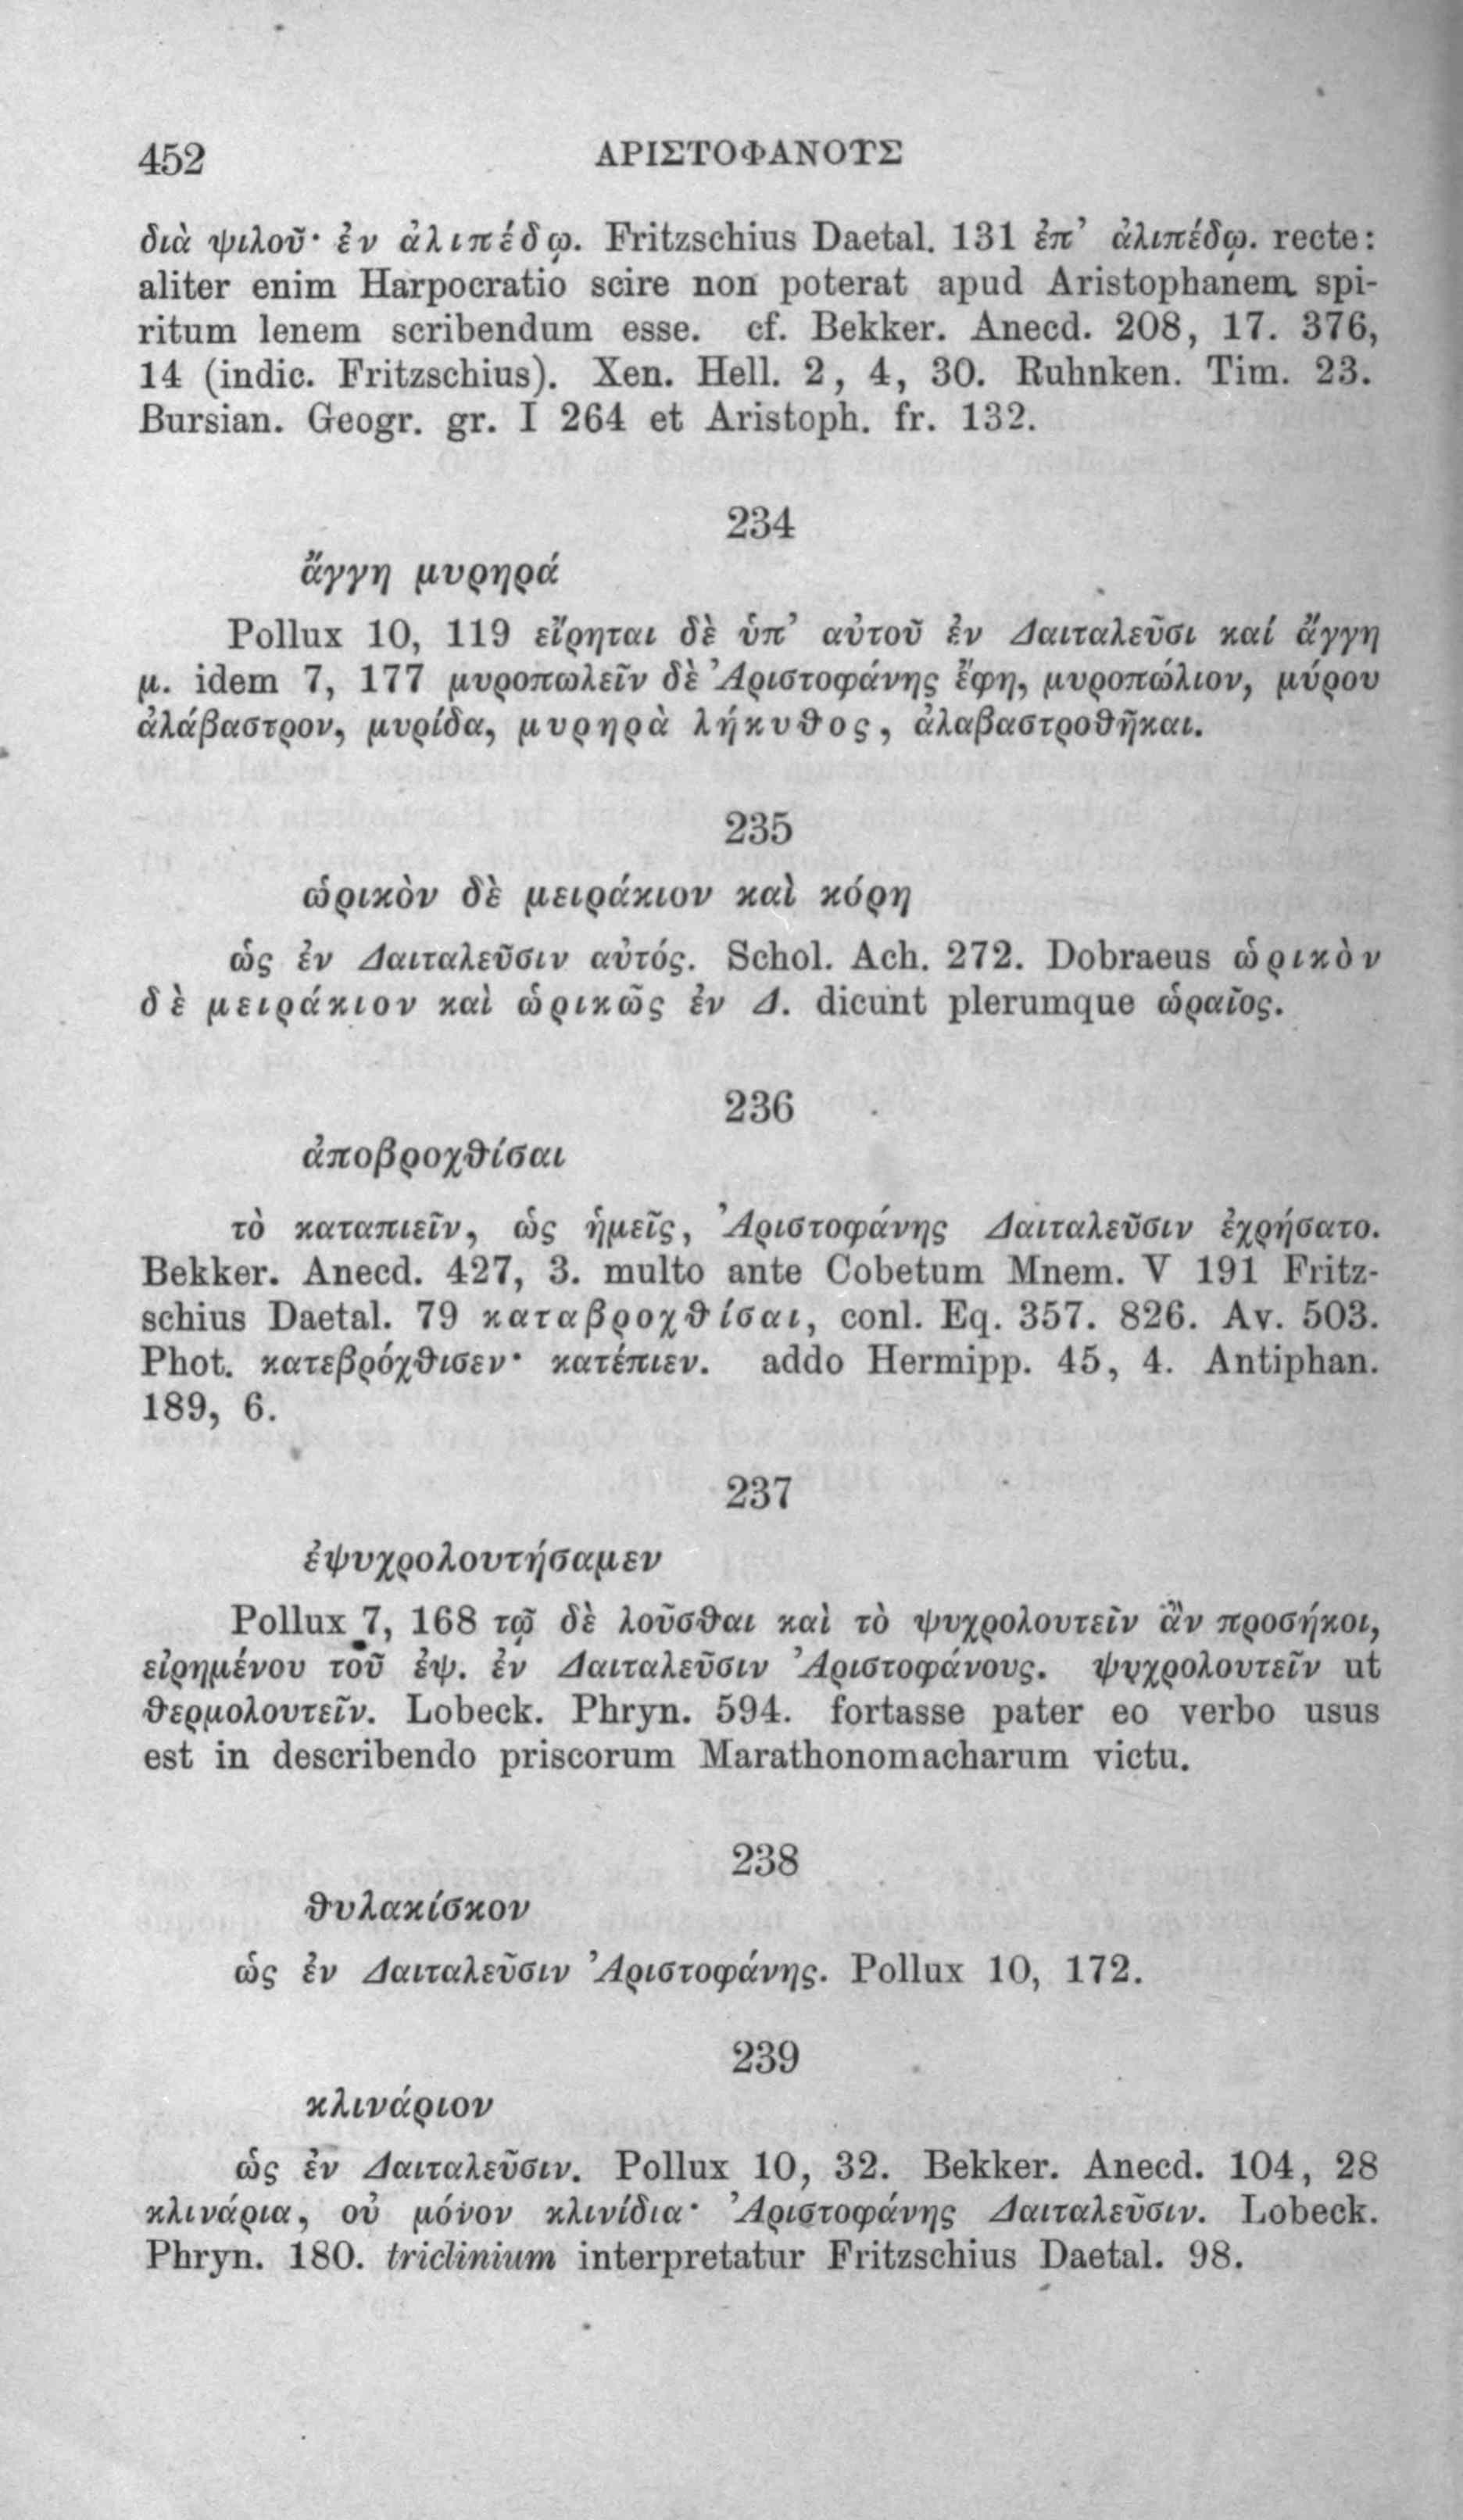 452 ΑΡΙΣΤΟΦΑΝΟΥΣ
διὰ ψιλοῦ· ἐν ἀλιπέδῳ. Fritzschius Daetal. 131 ἐπ’ ἀλιπέδῳ. recte:
aliter enim Harpocratio scire non poterat apud Aristophanem spi-
ritum lenem scribendum esse. cf. Bekker. Anecd. 208, 17. 376,
14 (indic. Fritzschius). Xen. Hell. 2, 4, 30. Ruhnken. Tim. 23.
Bursian. Geogr. gr. I 264 et Aristoph. fr. 132.
234
ἄγγη μυρηρά
Pollux 10, 119 εἴρηται δὲ ὑπ’ αὐτοῦ ἐν Δαιταλεῦσι καί ἄγγη
μ. idem 7, 177 μυροπωλεῖν δὲ Ἀριστοφάνης ἔφη, μυροπώλιον, μύρου
ἀλάβαστρον, μυρίδα, μυρηρὰ λήκυθος, ἀλαβαστροθῆκαι.
235
ὡρικὸν δὲ μειράκιον καὶ κόρη
ὡς ἐν Δαιταλεῦσιν αὐτός. Schol. Ach. 272. Dobraeus ὡρικὸν
δὲ μειράκιον καὶ ὡρικῶς ἐν Δ. dicunt plerumque ὡραῖος.
236
ἀποβροχθίσαι
τὸ καταπιεῖν, ὡς ἡμεῖς, Ἀριστοφάνης Δαιταλεῦσιν ἐχρήσατο.
Bekker. Anecd. 427, 3. multo ante Cobetum Mnem. V 191 Fritz-
schius Daetal. 79 καταβροχθίσαι, conl. Eq. 357. 826. Av. 503.
Phot. κατεβρόχθισεν· κατέπιεν. addo Hermipp. 45, 4. Antiphan.
189, 6.
237
ἐψυχρολουτήσαμεν
Pollux 7, 168 τῷ δὲ λοῦσθαι καὶ τὸ ψυχρολουτεῖν ἂν προσήκοι,
εἰρημένου τοῦ ἐψ. ἐν Δαιταλεῦσιν Ἀριστοφάνους. ψυχρολουτεῖν ut
θερμολουτεῖν. Lobeck. Phryn. 594. fortasse pater eo verbo usus
est in describendo priscorum Marathonomacharum victu.
238
θυλακίσκον
ὡς ἐν Δαιταλεῦσιν Ἀριστοφάνης. Pollux 10, 172.
239
κλινάριον
ὡς ἐν Δαιταλεῦσιν. Pollux 10, 32. Bekker. Anecd. 104, 28
κλινάρια, οὐ μόνον κλινίδια· Ἀριστοφάνης Δαιταλεῦσιν. Lobeck.
Phryn. 180. triclinium interpretatur Fritzschius Daetal. 98.